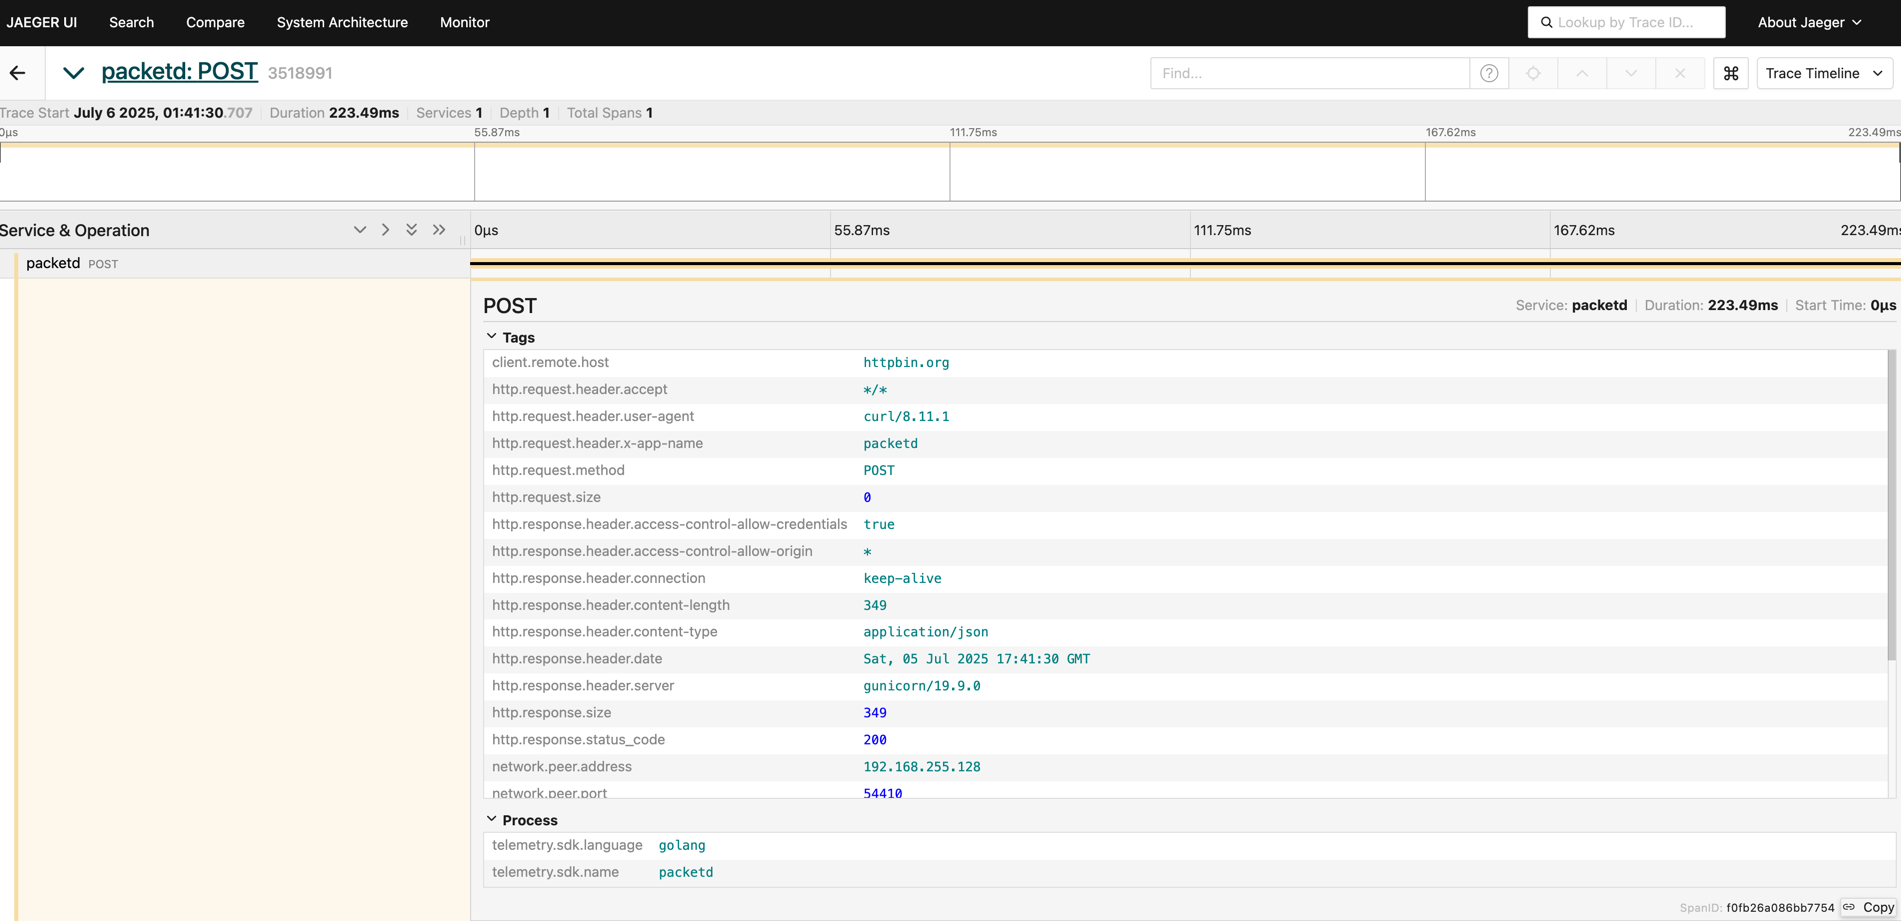 JAEGER UI Search Compare System Architecture Monitor Lookup by Trace ID... About Jaeger
packetd: POST 3518991 Find... ? ⌘ Trace Timeline
Trace Start July 6 2025, 01:41:30.707 Duration 223.49ms Services 1 Depth 1 Total Spans 1
0μs 55.87ms 111.75ms 167.62ms 223.49ms
Service & Operation 0μs 55.87ms 111.75ms 167.62ms 223.49ms
packetd POST
POST Service: packetd Duration: 223.49ms Start Time: 0μs
Tags
client.remote.host httpbin.org
http.request.header.accept */*
http.request.header.user-agent curl/8.11.1
http.request.header.x-app-name packetd
http.request.method POST
http.request.size 0
http.response.header.access-control-allow-credentials true
http.response.header.access-control-allow-origin *
http.response.header.connection keep-alive
http.response.header.content-length 349
http.response.header.content-type application/json
http.response.header.date Sat, 05 Jul 2025 17:41:30 GMT
http.response.header.server gunicorn/19.9.0
http.response.size 349
http.response.status_code 200
network.peer.address 192.168.255.128
network.peer.port 54410
Process
telemetry.sdk.language golang
telemetry.sdk.name packetd
SpanID: f0fb26a086bb7754 Copy